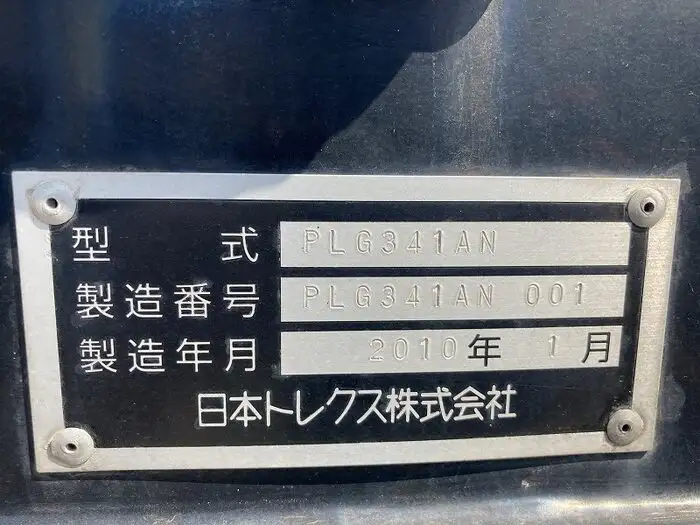 型式 PLG341AN
製造番号 PLG341AN 001
製造年月 2010年 1月
日本トレクス株式会社